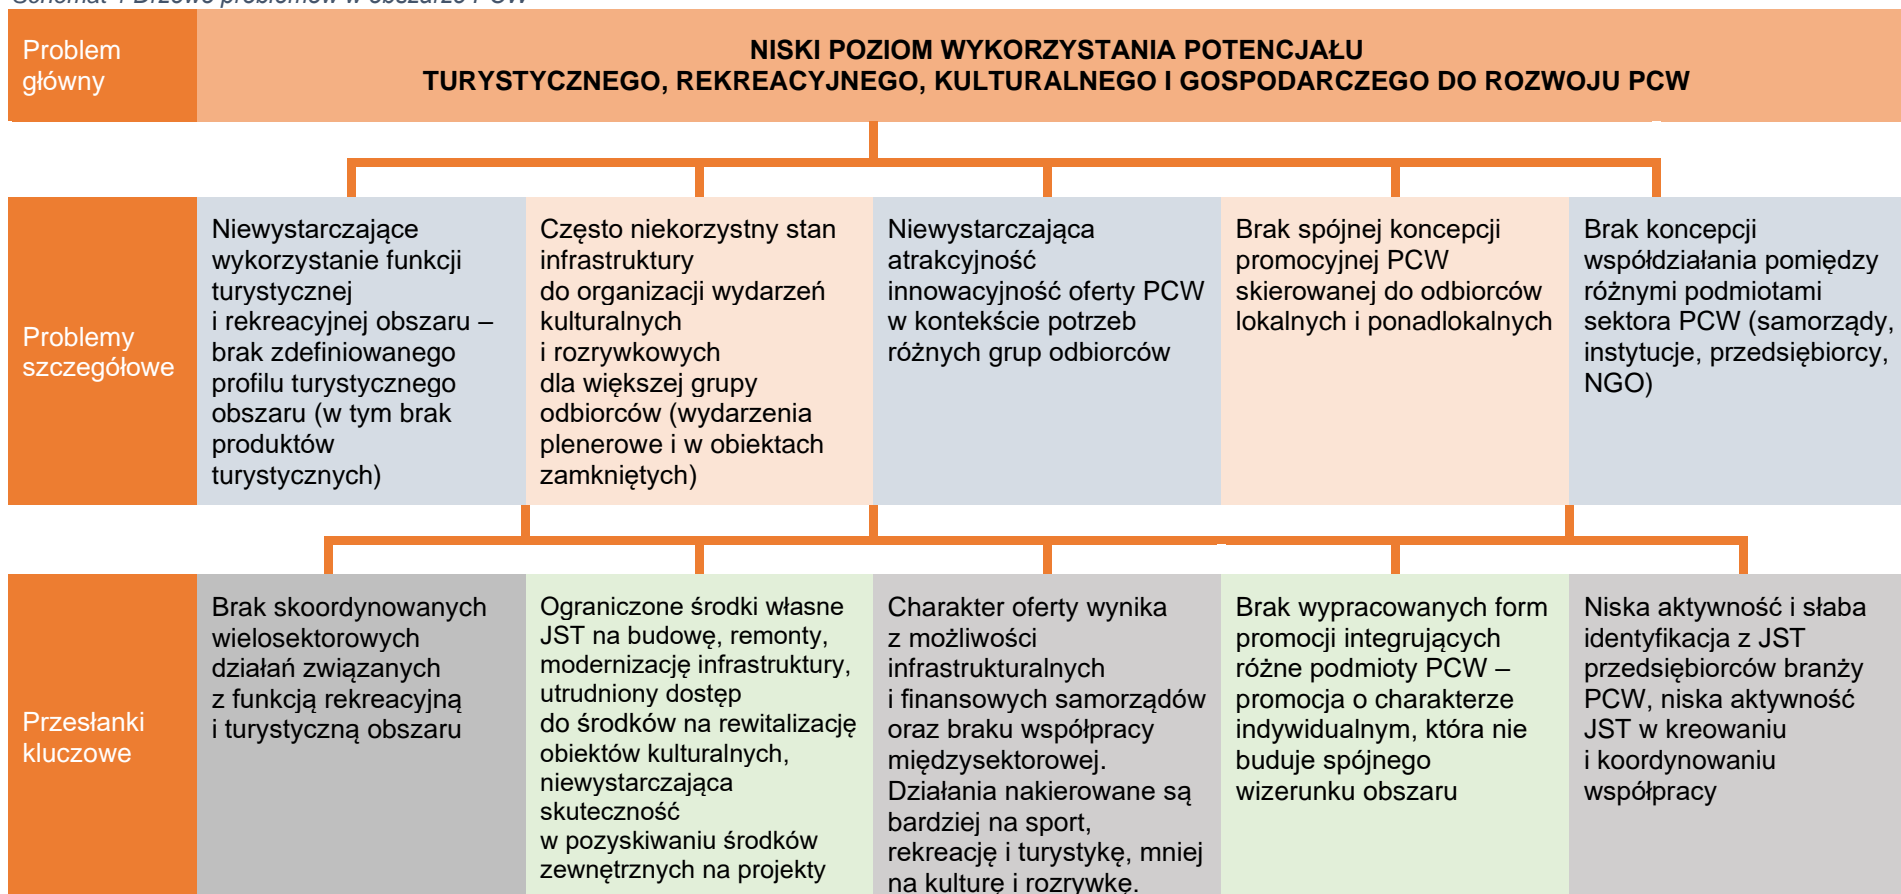 Problem
główny
NISKI POZIOM WYKORZYSTANIA POTENCJAŁU
TURYSTYCZNEGO, REKREACYJNEGO, KULTURALNEGO I GOSPODARCZEGO DO ROZWOJU PCW
Problemy
szczegółowe
Niewystarczające
wykorzystanie funkcji
turystycznej
i rekreacyjnej obszaru –
brak zdefiniowanego
profilu turystycznego
obszaru (w tym brak
produktów
turystycznych)
Często niekorzystny stan
infrastruktury
do organizacji wydarzeń
kulturalnych
i rozrywkowych
dla większej grupy
odbiorców (wydarzenia
plenerowe i w obiektach
zamkniętych)
Niewystarczająca
atrakcyjność
innowacyjność oferty PCW
w kontekście potrzeb
różnych grup odbiorców
Brak spójnej koncepcji
promocyjnej PCW
skierowanej do odbiorców
lokalnych i ponadlokalnych
Brak koncepcji
współdziałania pomiędzy
różnymi podmiotami
sektora PCW (samorządy,
instytucje, przedsiębiorcy,
NGO)
Przesłanki
kluczowe
Brak skoordynowanych
wielosektorowych
działań związanych
z funkcją rekreacyjną
i turystyczną obszaru
Ograniczone środki własne
JST na budowę, remonty,
modernizację infrastruktury,
utrudniony dostęp
do środków na rewitalizację
obiektów kulturalnych,
niewystarczająca
skuteczność
w pozyskiwaniu środków
zewnętrznych na projekty
Charakter oferty wynika
z możliwości
infrastrukturalnych
i finansowych samorządów
oraz braku współpracy
międzysektorowej.
Działania nakierowane są
bardziej na sport,
rekreację i turystykę, mniej
na kulturę i rozrywkę.
Brak wypracowanych form
promocji integrujących
różne podmioty PCW –
promocja o charakterze
indywidualnym, która nie
buduje spójnego
wizerunku obszaru
Niska aktywność i słaba
identyfikacja z JST
przedsiębiorców branży
PCW, niska aktywność
JST w kreowaniu
i koordynowaniu
współpracy